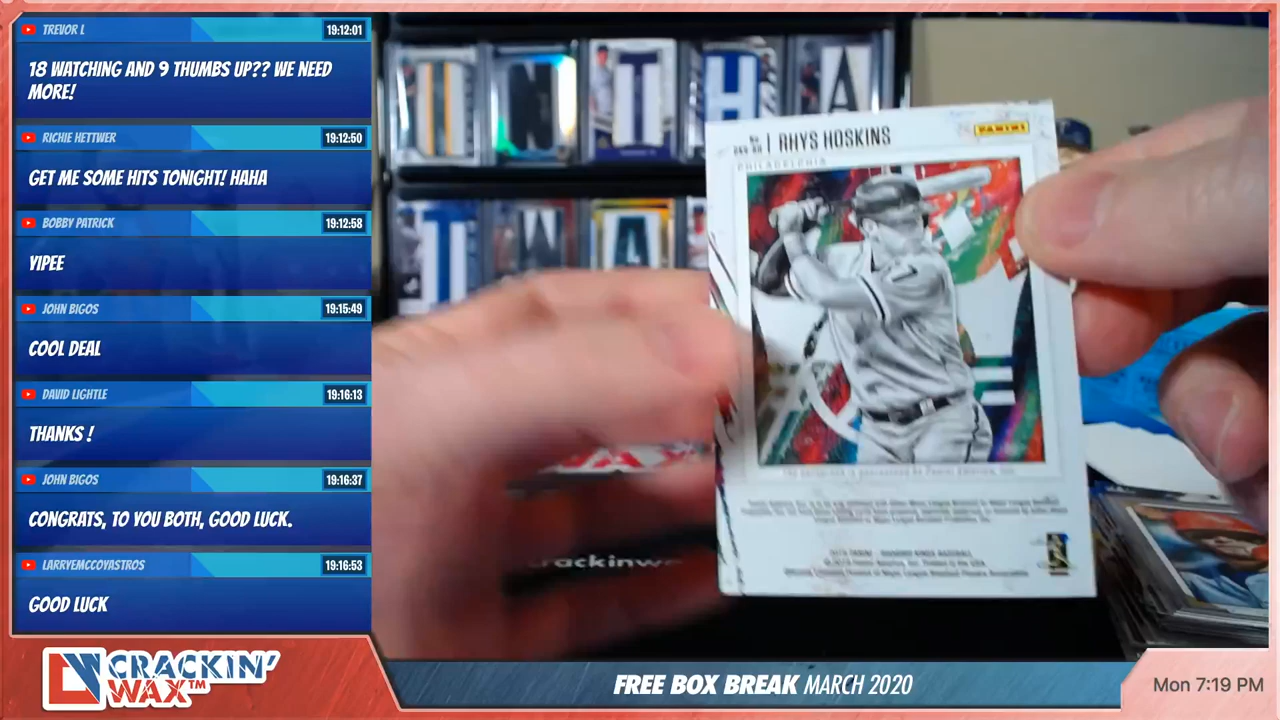 TREVOR L
19:12:01
18 WATCHING AND 9 THUMBS UP?? WE NEED
MORE!
RICHIE HETTWER
19:12:50
GET ME SOME HITS TONIGHT! HAHA
BOBBY PATRICK
19:12:58
YIPEE
JOHN BIGOS
19:15:49
COOL DEAL
DAVID LIGHTLE
19:16:13
THANKS !
JOHN BIGOS
19:16:37
CONGRATS, TO YOU BOTH, GOOD LUCK.
LARRYEMCCOYASTROS
19:16:53
GOOD LUCK
N T H A
T W A
RHYS HOSKINS
PANINI
PHILADELPHIA
CRACKIN'
WAX™
FREE BOX BREAK MARCH 2020
Mon 7:19 PM